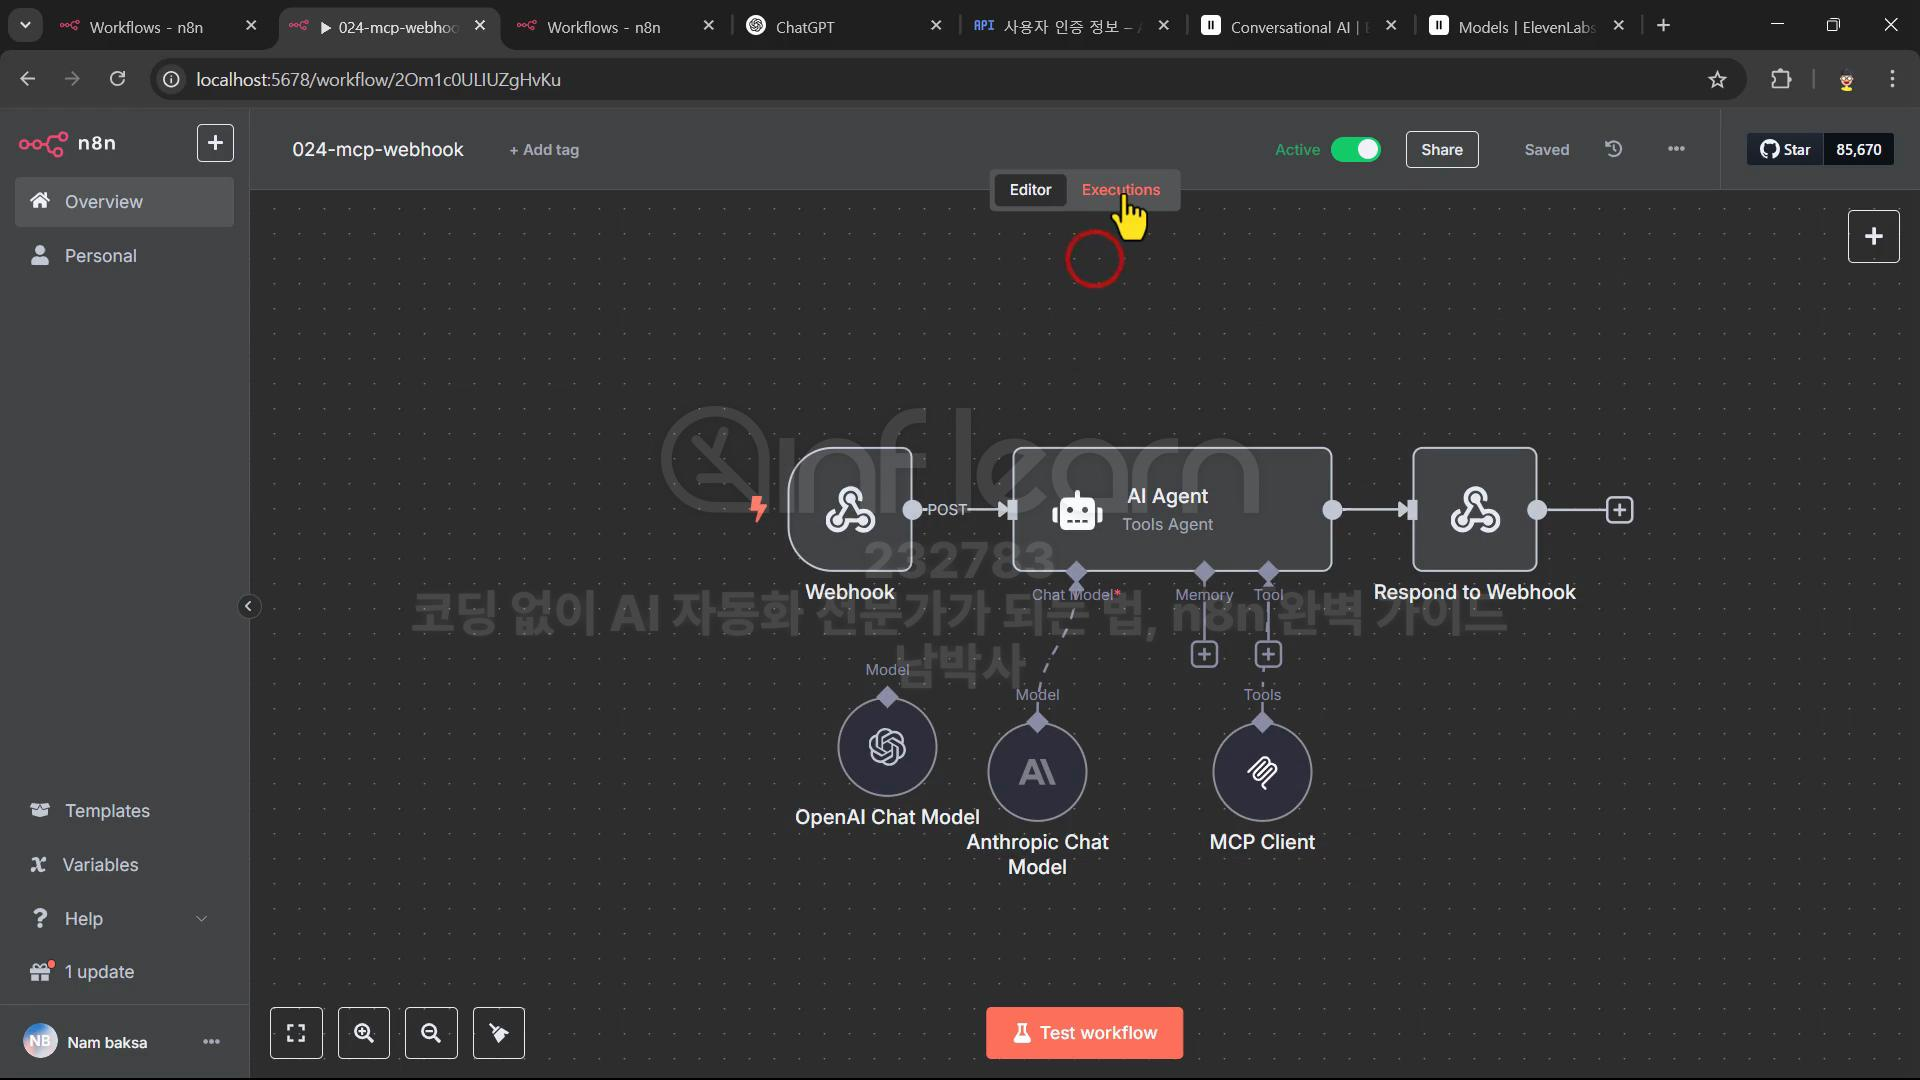 Workflows - n8n
024-mcp-webhoo
Workflows - n8n
ChatGPT
API 사용자 인증 정보 –
Conversational AI |
Models | ElevenLabs
localhost:5678/workflow/2Om1c0ULIUZgHvKu
n8n
024-mcp-webhook
+ Add tag
Active
Share
Saved
Star
85,670
Editor
Executions
Overview
Personal
inflearn
AI Agent
Tools Agent
POST
232783
Webhook
Chat Model*
Memory
Tool
Respond to Webhook
코딩 없이 AI 자동화 전문가가 되는 법, n8n 완벽 가이드
남박사
Model
Model
Tools
OpenAI Chat Model
Anthropic Chat
Model
MCP Client
Templates
Variables
Help
1 update
NB
Nam baksa
Test workflow